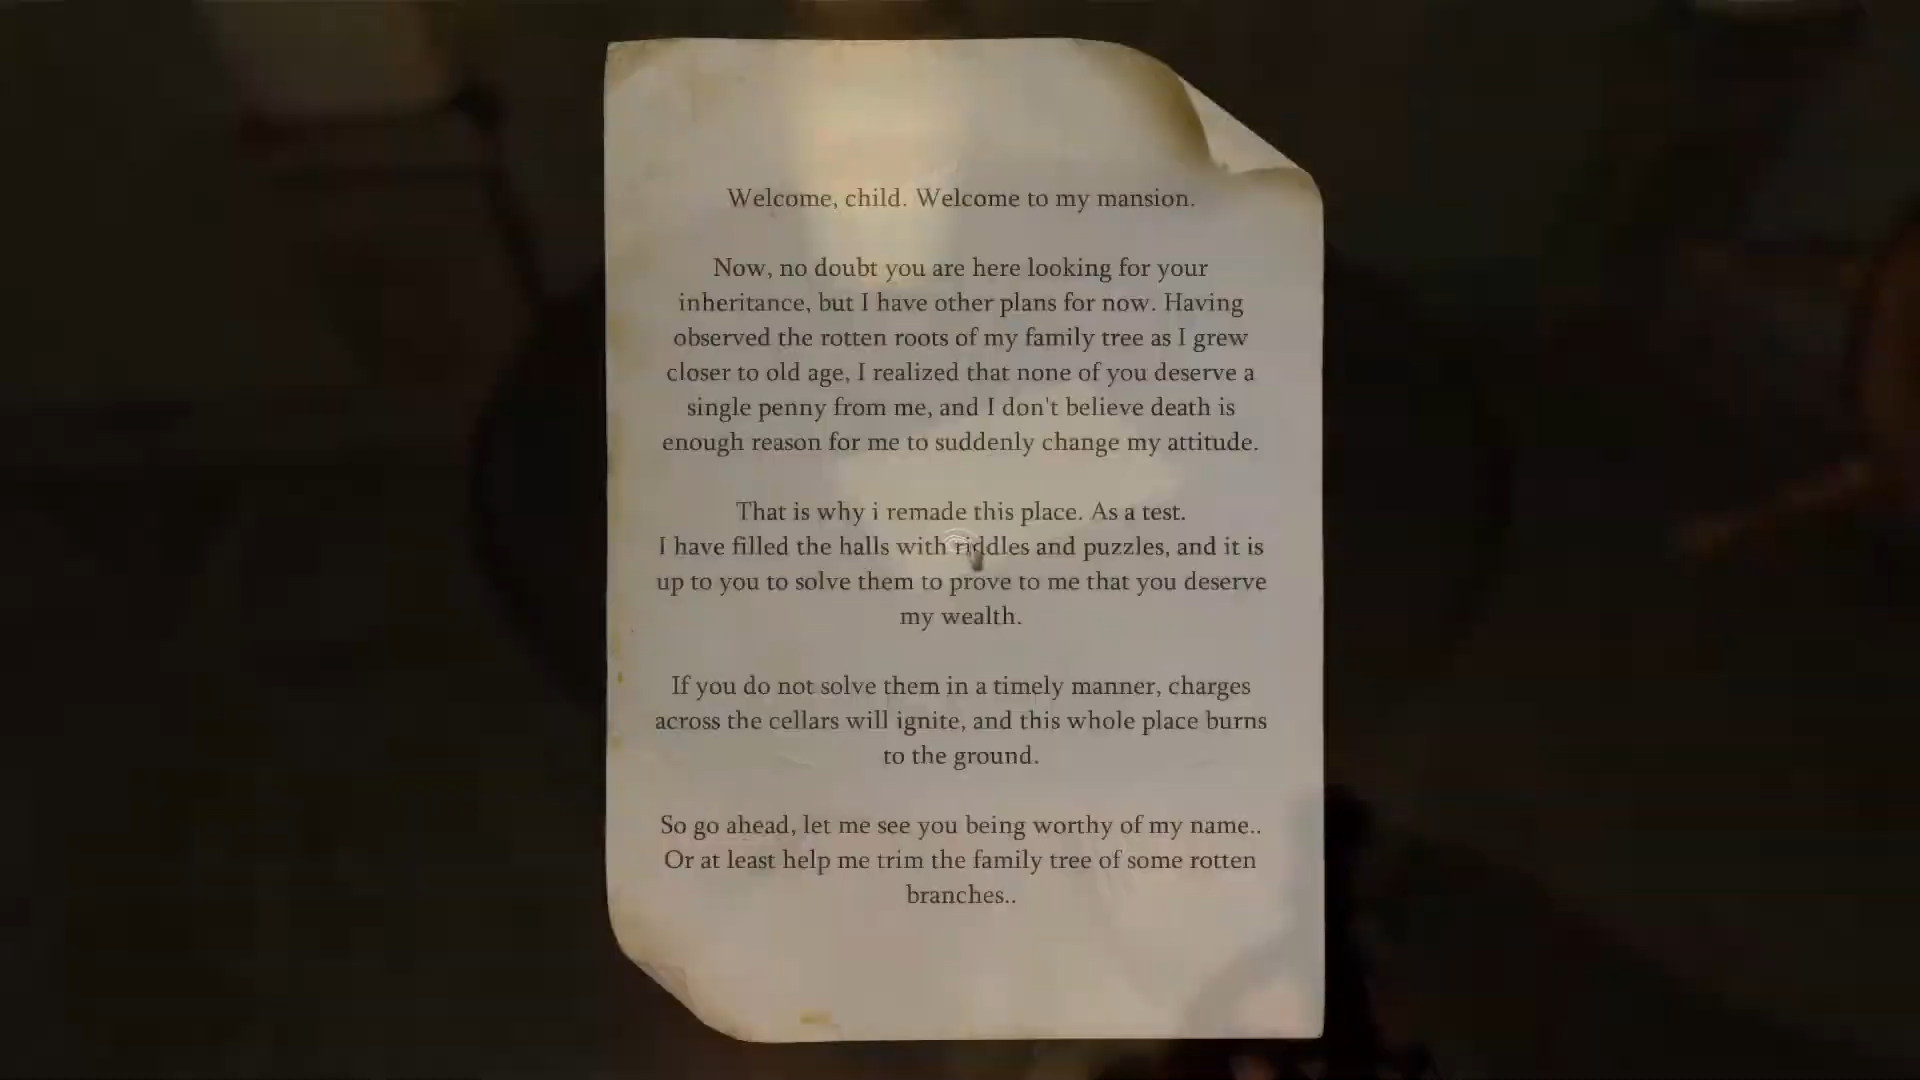 Welcome, child. Welcome to my mansion.
Now, no doubt you are here looking for your
inheritance, but I have other plans for now. Having
observed the rotten roots of my family tree as I grew
closer to old age, I realized that none of you deserve a
single penny from me, and I don't believe death is
enough reason for me to suddenly change my attitude.
That is why i remade this place. As a test.
I have filled the halls with riddles and puzzles, and it is
up to you to solve them to prove to me that you deserve
my wealth.
If you do not solve them in a timely manner, charges
across the cellars will ignite, and this whole place burns
to the ground.
So go ahead, let me see you being worthy of my name..
Or at least help me trim the family tree of some rotten
branches..